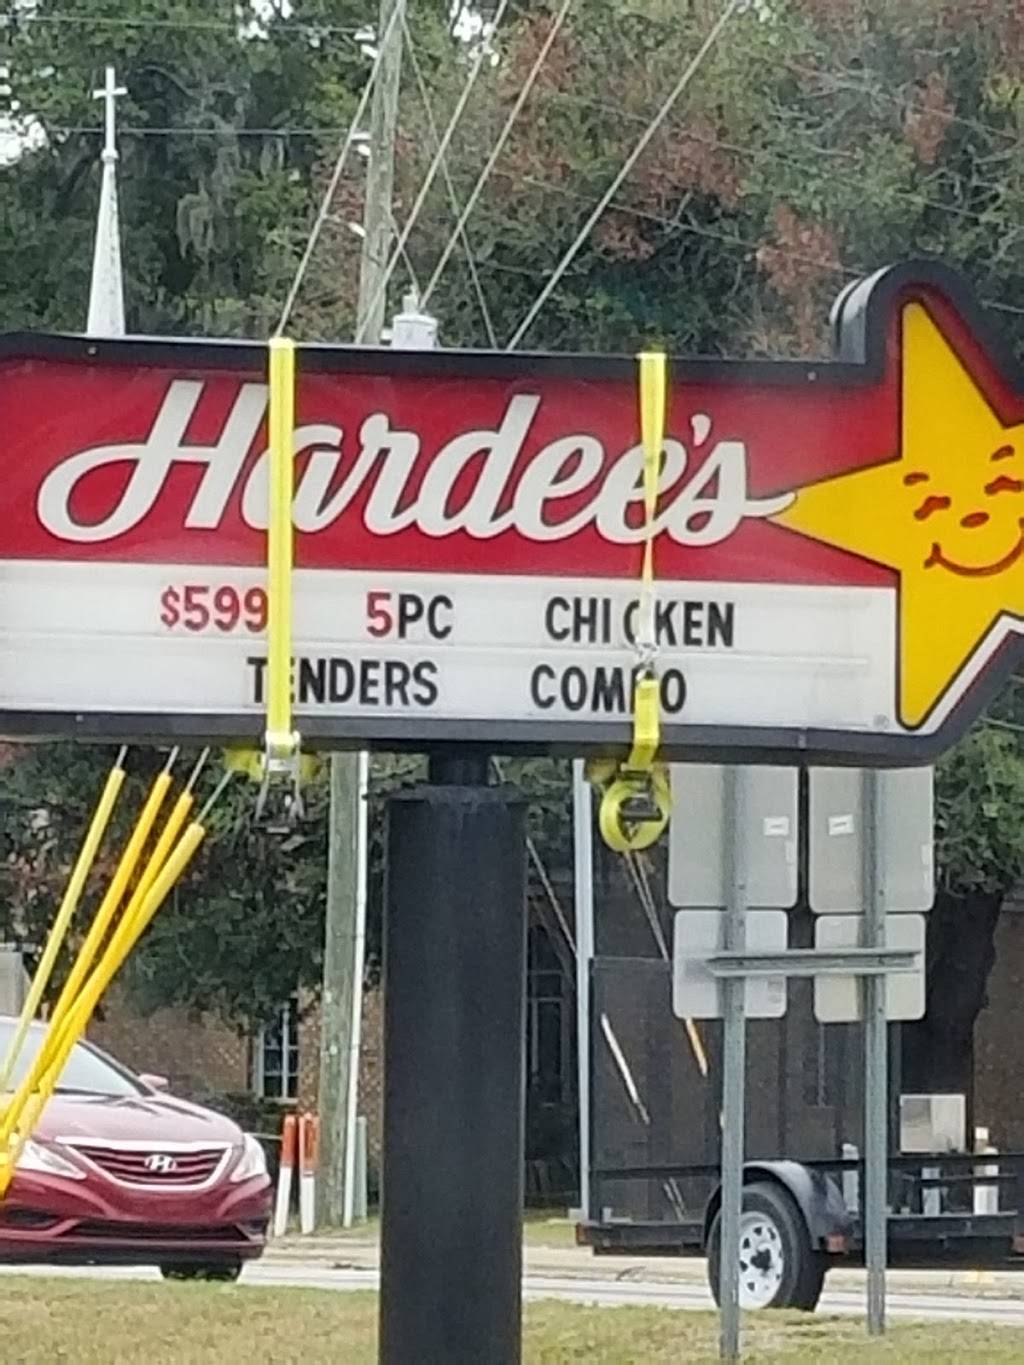 Hardee's
$599 5PC CHICKEN
TENDERS COMBO